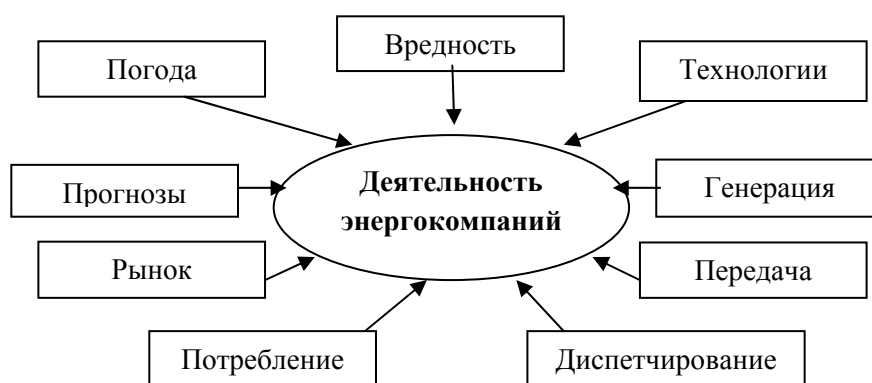 Вредность
Погода
Технологии
Прогнозы
Деятельность
энергокомпаний
Генерация
Рынок
Передача
Потребление
Диспетчирование